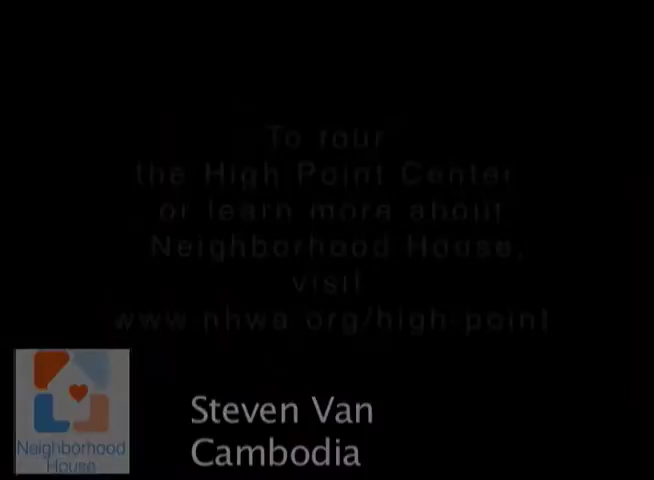 To tour
the High Point Center
or learn more about
Neighborhood House,
visit
www.nhwa.org/high-point
Neighborhood
House
Steven Van
Cambodia